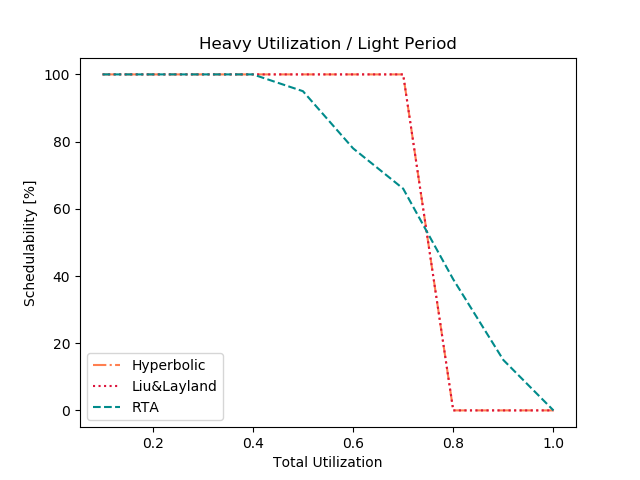 Heavy Utilization / Light Period
100
80
60
40
20
0
Schedulability [%]
Hyperbolic
Liu&Layland
RTA
0.2
0.4
0.6
0.8
1.0
Total Utilization